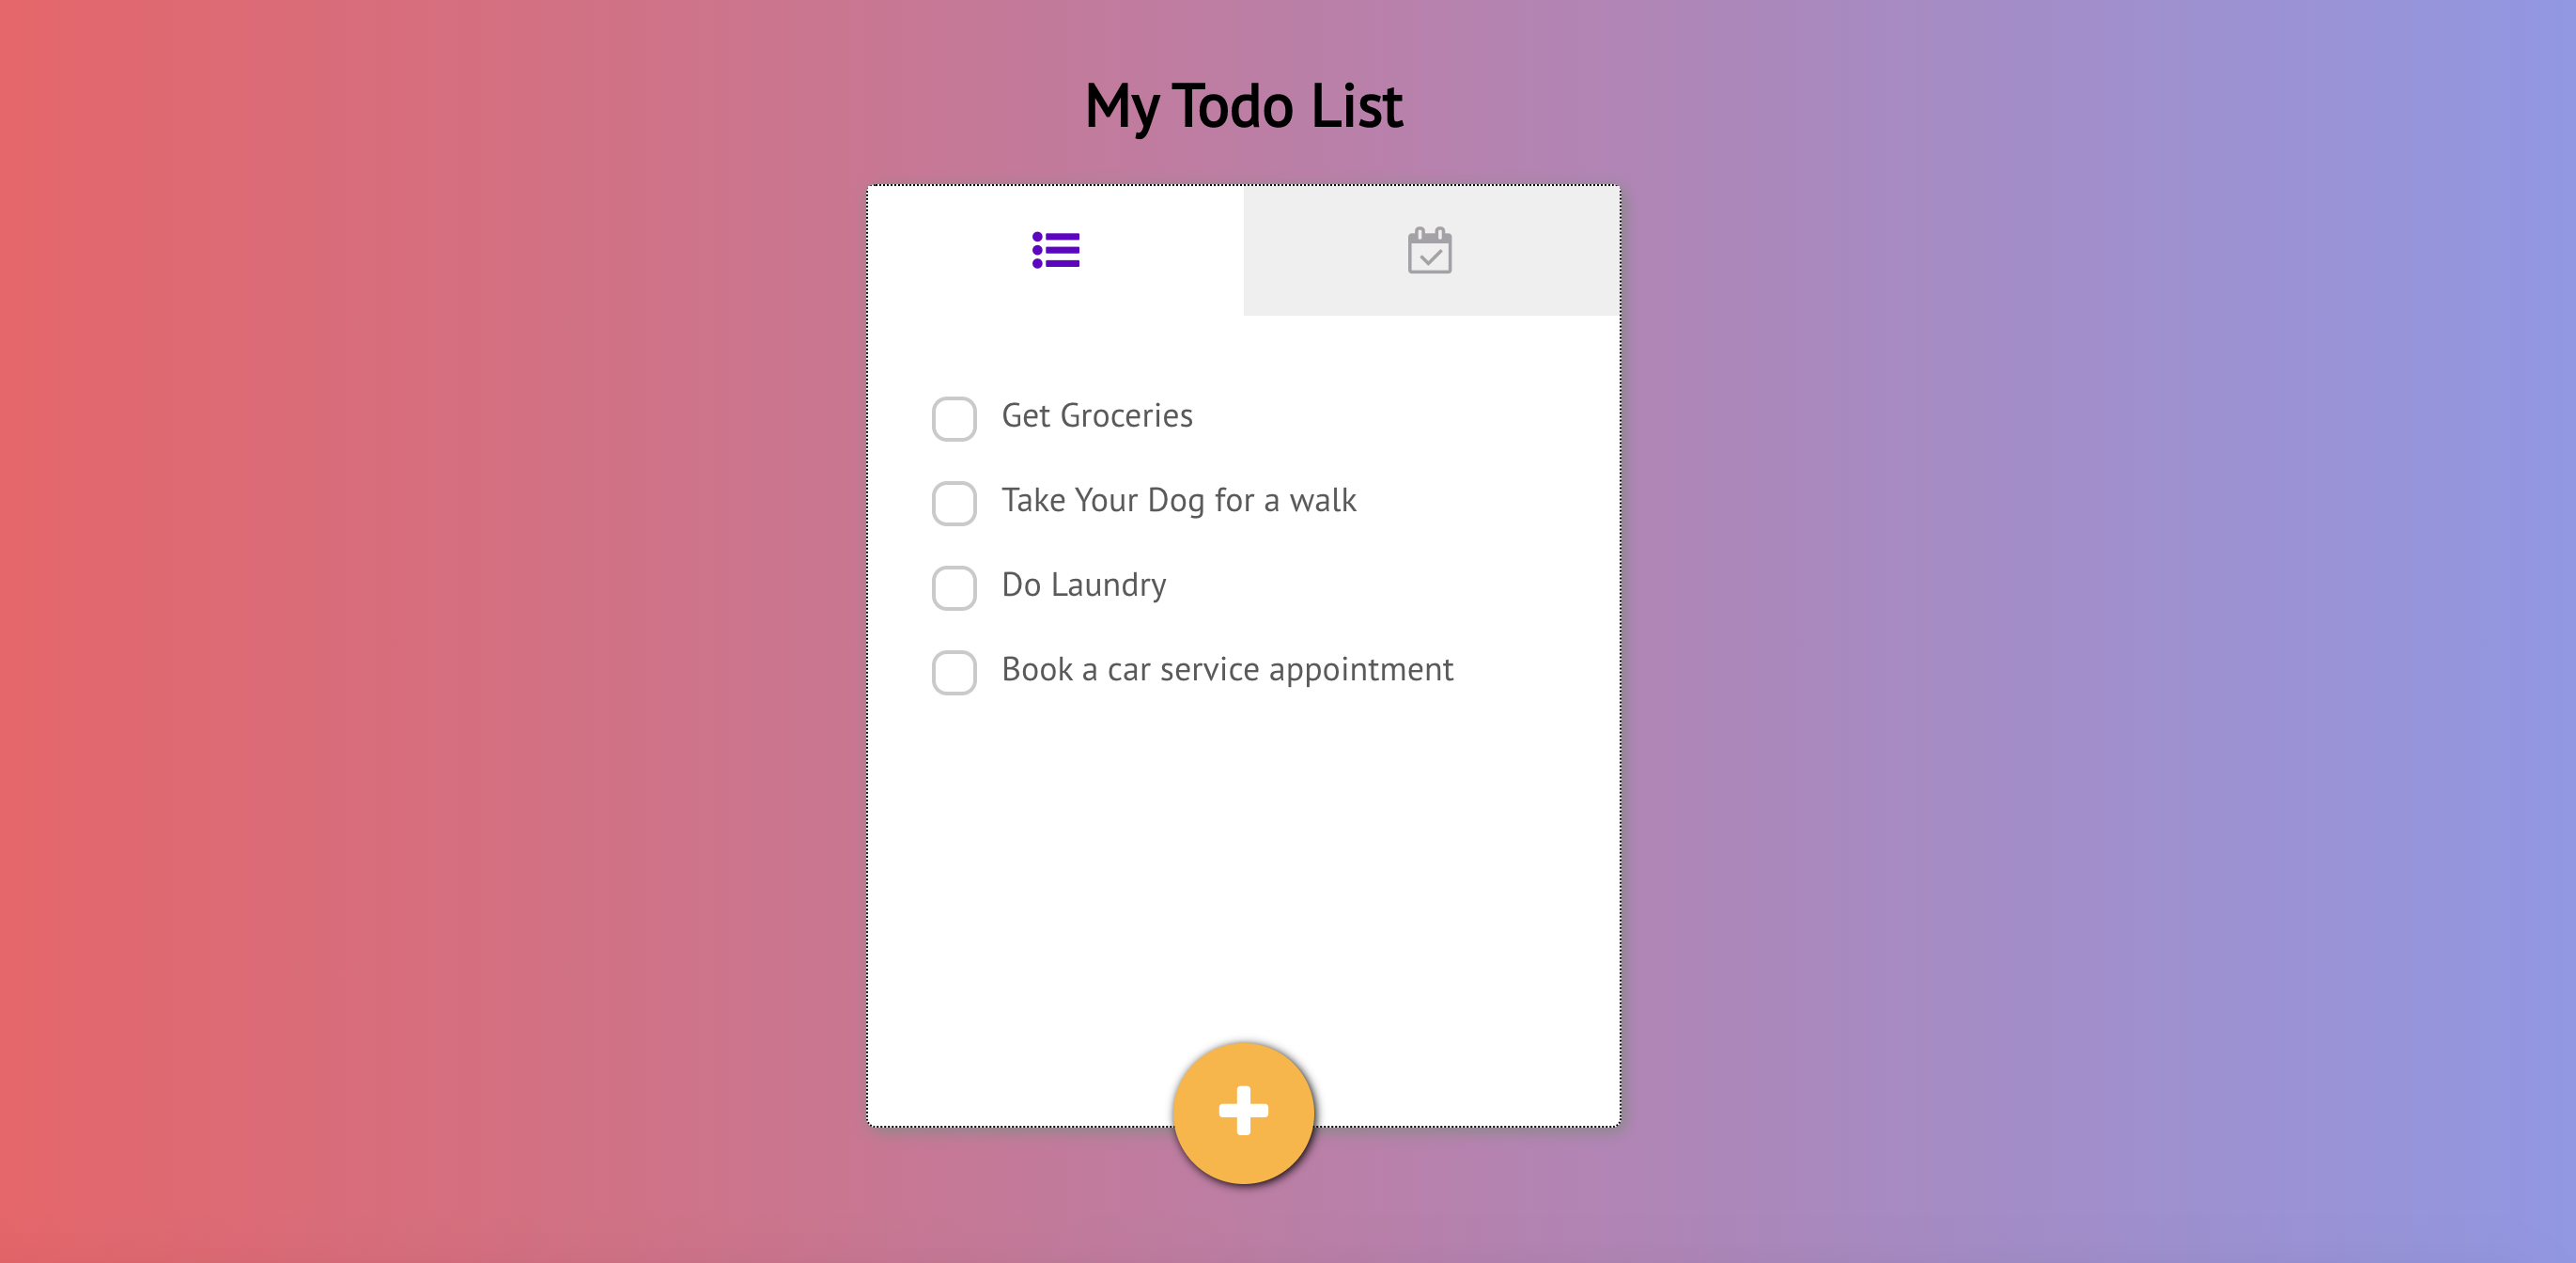 My Todo List
Get Groceries
Take Your Dog for a walk
Do Laundry
Book a car service appointment